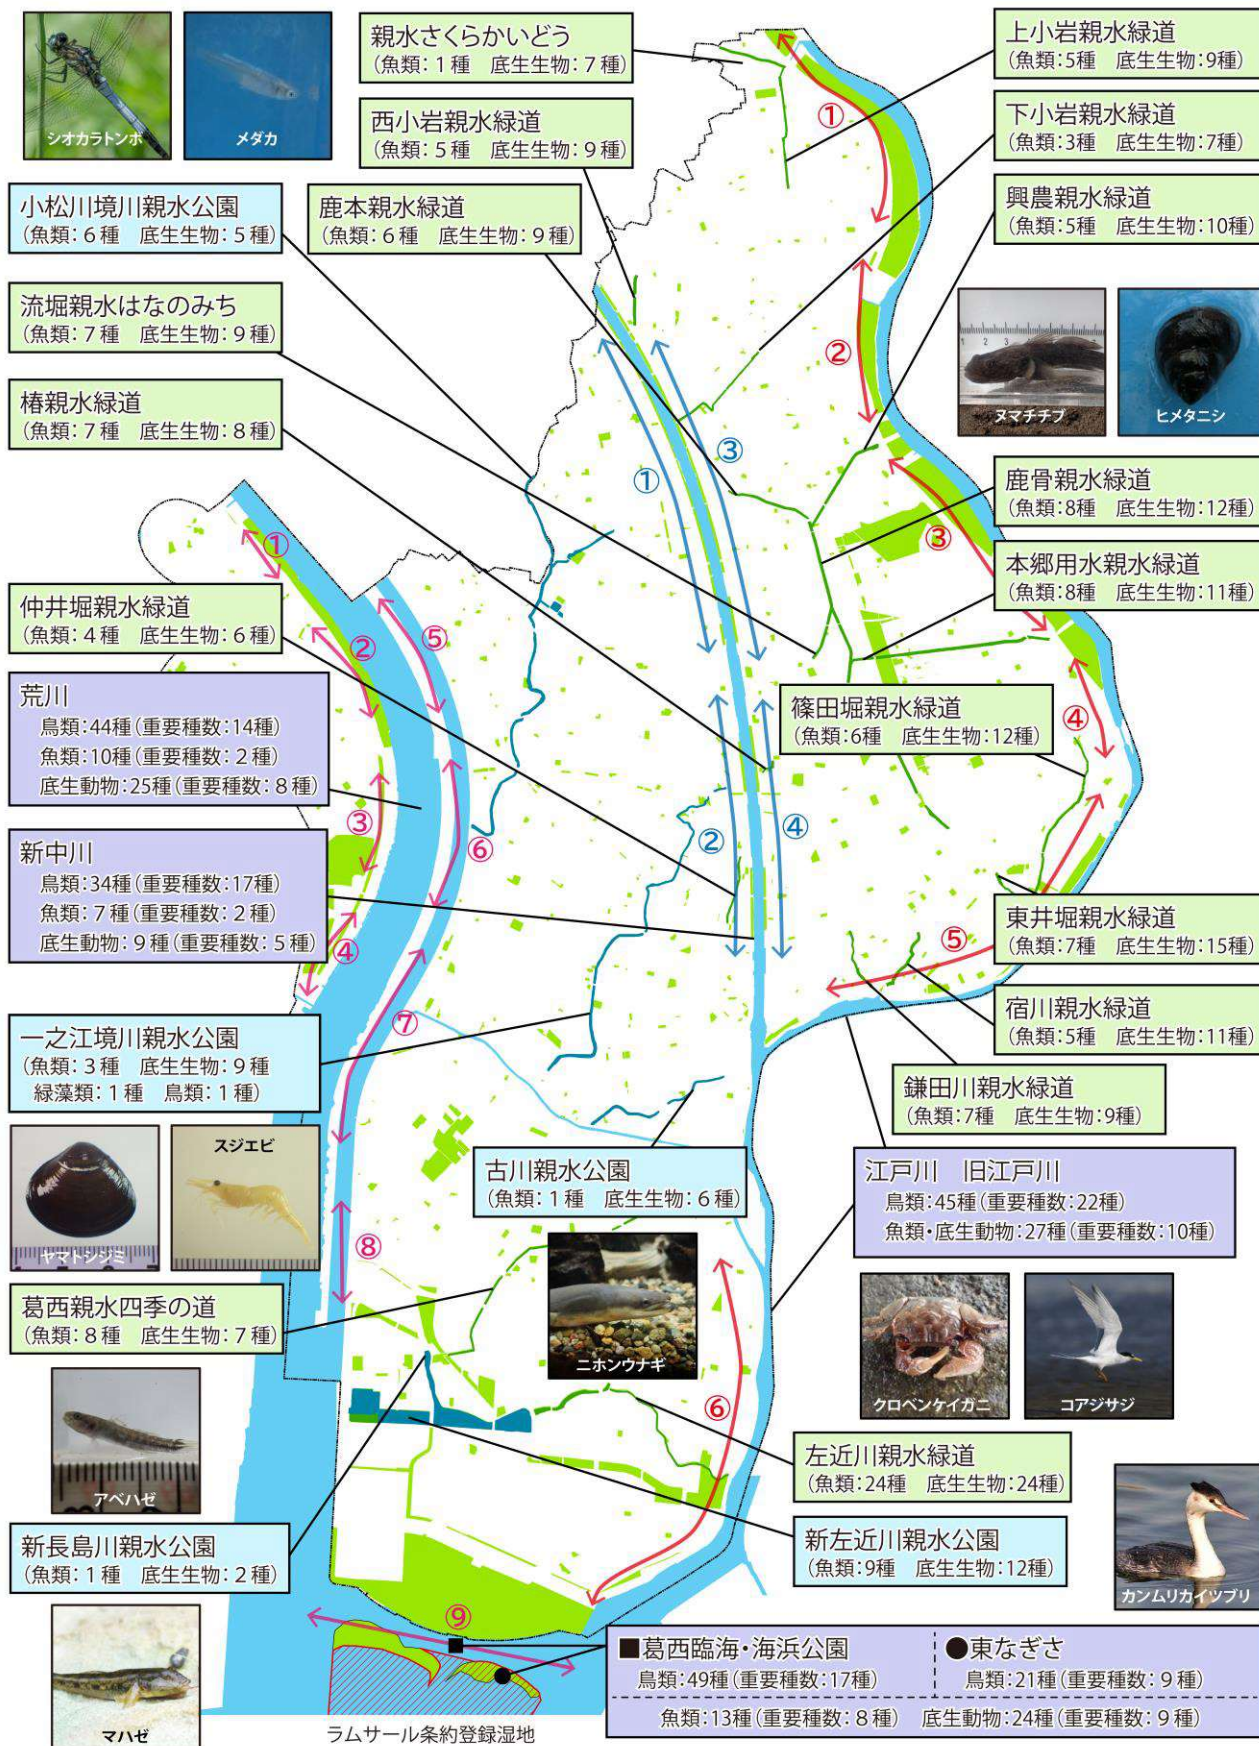 シオカラトンボ
メダカ
親水さくらかいどう
(魚類:1種 底生生物:7種)
上小岩親水緑道
(魚類:5種 底生生物:9種)
西小岩親水緑道
(魚類:5種 底生生物:9種)
下小岩親水緑道
(魚類:3種 底生生物:7種)
小松川境川親水公園
(魚類:6種 底生生物:5種)
鹿本親水緑道
(魚類:6種 底生生物:9種)
興農親水緑道
(魚類:5種 底生生物:10種)
流堀親水はなのみち
(魚類:7種 底生生物:9種)
ヌマチチブ
ヒメタニシ
椿親水緑道
(魚類:7種 底生生物:8種)
鹿骨親水緑道
(魚類:8種 底生生物:12種)
本郷用水親水緑道
(魚類:8種 底生生物:11種)
仲井堀親水緑道
(魚類:4種 底生生物:6種)
荒川
鳥類:44種(重要種数:14種)
魚類:10種(重要種数:2種)
底生動物:25種(重要種数:8種)
篠田堀親水緑道
(魚類:6種 底生生物:12種)
新中川
鳥類:34種(重要種数:17種)
魚類:7種(重要種数:2種)
底生動物:9種(重要種数:5種)
東井堀親水緑道
(魚類:7種 底生生物:15種)
宿川親水緑道
(魚類:5種 底生生物:11種)
一之江境川親水公園
(魚類:3種 底生生物:9種
緑藻類:1種 鳥類:1種)
鎌田川親水緑道
(魚類:7種 底生生物:9種)
ヤマトシジミ
スジエビ
古川親水公園
(魚類:1種 底生生物:6種)
江戸川 旧江戸川
鳥類:45種(重要種数:22種)
魚類・底生動物:27種(重要種数:10種)
葛西親水四季の道
(魚類:8種 底生生物:7種)
ニホンウナギ
クロベンケイガニ
コアジサシ
アベハゼ
左近川親水緑道
(魚類:24種 底生生物:24種)
新長島川親水公園
(魚類:1種 底生生物:2種)
新左近川親水公園
(魚類:9種 底生生物:12種)
カンムリカイツブリ
マハゼ
■葛西臨海・海浜公園
鳥類:49種(重要種数:17種)
●東なぎさ
鳥類:21種(重要種数:9種)
魚類:13種(重要種数:8種) 底生動物:24種(重要種数:9種)
ラムサール条約登録湿地
①
②
③
④
⑤
⑥
①
②
③
④
①
②
③
④
⑤
⑥
⑦
⑧
⑨